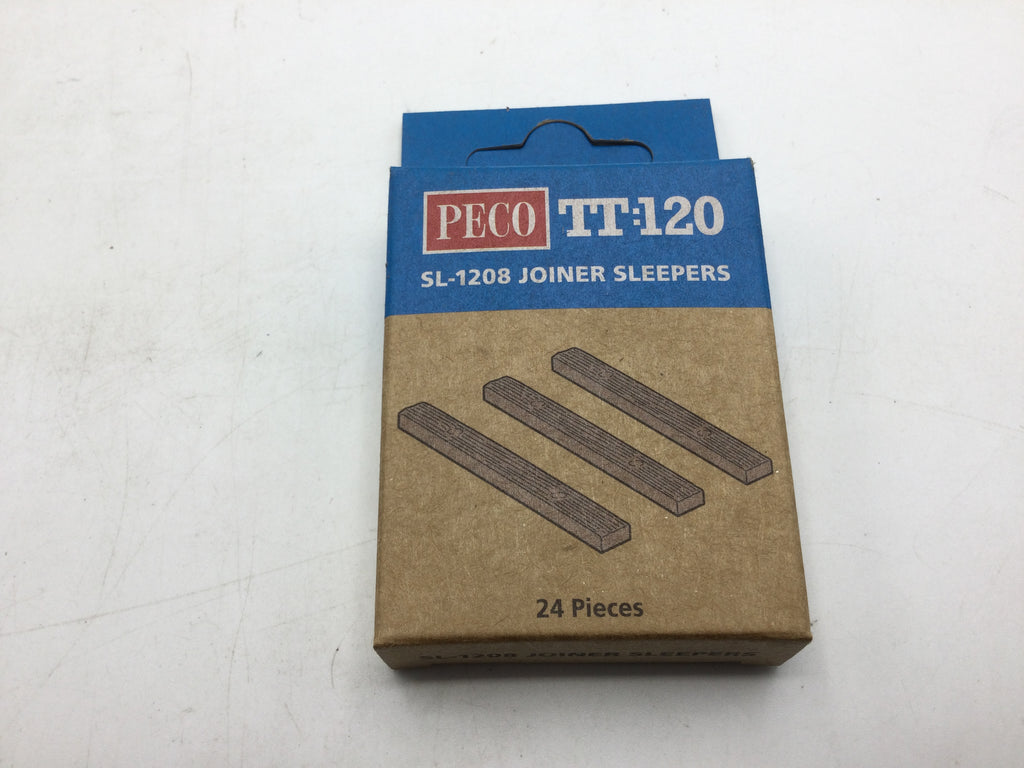 PECO TT:120
SL-1208 JOINER SLEEPERS
24 Pieces
SL-1208 JOINER SLEEPERS